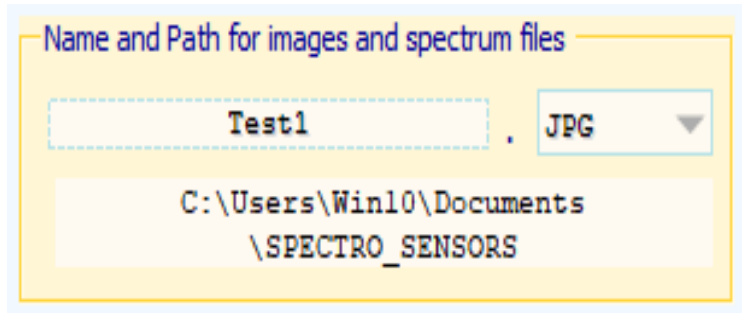 Name and Path for images and spectrum files
Test1 . JPG
C:\Users\Win10\Documents
\SPECTRO_SENSORS